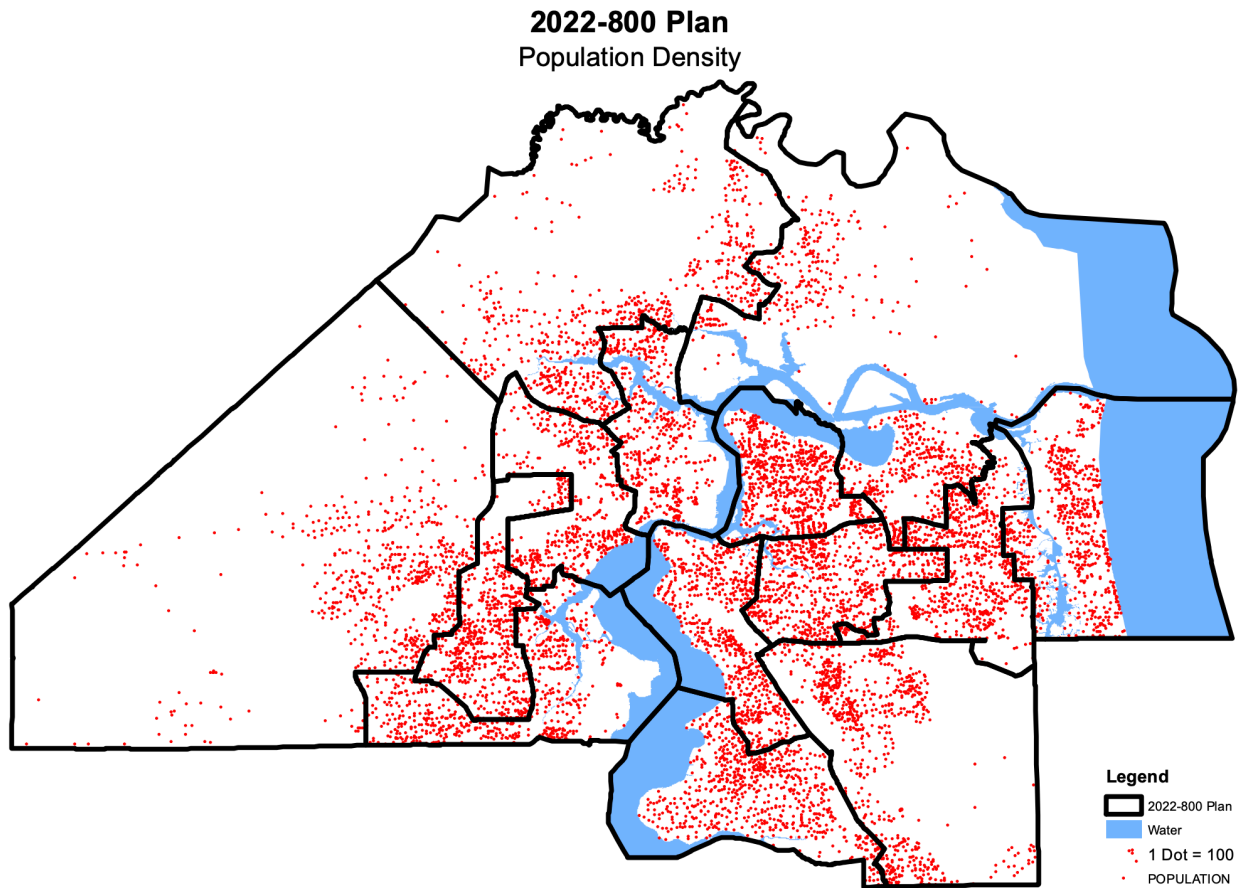 2022-800 Plan
Population Density
Legend
2022-800 Plan
Water
1 Dot = 100
POPULATION